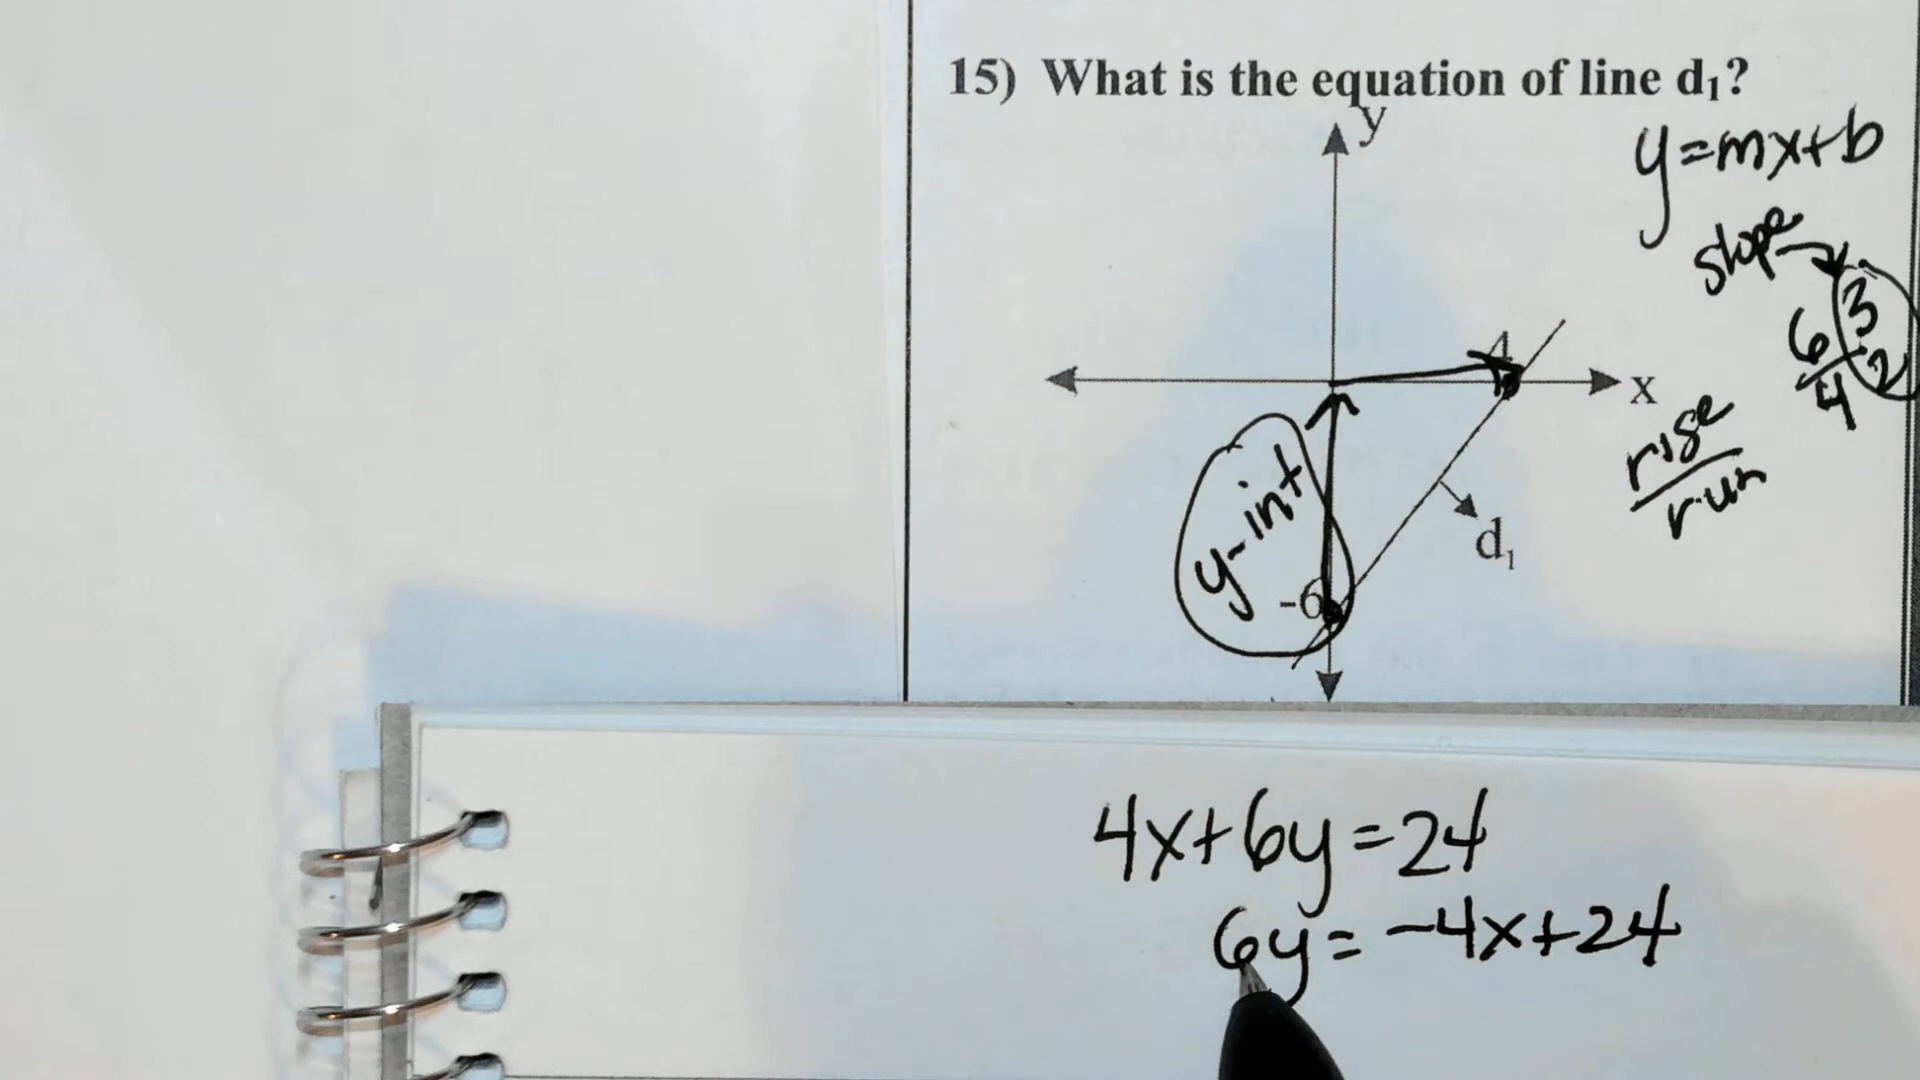 15) What is the equation of line d₁?
y
y=mx+b
slope
6 3
4 2
4
x
rise
run
y-int
-6
d₁
4x+6y=24
6y=-4x+24